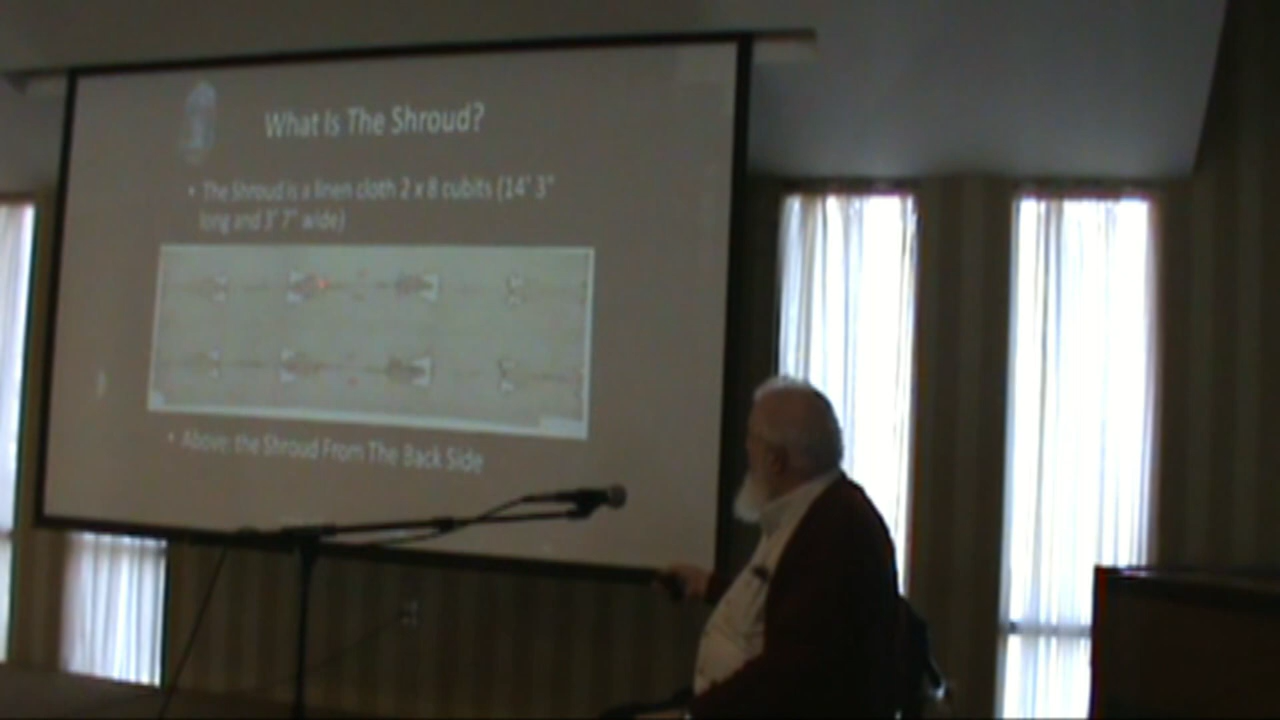 What Is The Shroud?
• The Shroud is a linen cloth 2 x 8 cubits (14' 3"
long and 3' 7" wide)
• Above: the Shroud From The Back Side